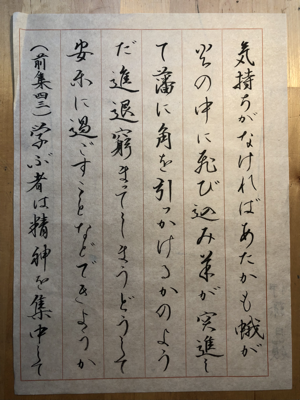 気持ちがなければあたかも蛾が
の中に飛び込み羊が突進し
て藩に角を引っかけるかのよう
だ進退窮まってしまうどうして
安楽に過ごすことなどできようか
（前集四三）学ぶ者は精神を集中して